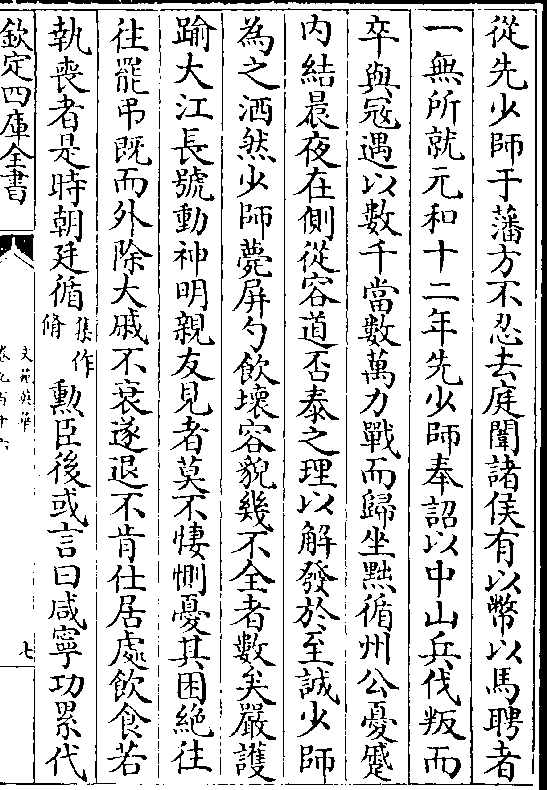 從先少師于藩方不忍去庭闈諸侯有以幣以馬聘者
一無所就元和十二年先少師奉詔以中山兵伐叛而
卒與冦遇以數千當數萬力戰而歸坐黜循州公憂蹙
内結晨夜在側從容道否泰之理以解發於至誠少師
為之洒然少師薨屏勺飲壞容貌幾不全者數矣嚴護
踰大江長號動神明親友見者莫不悽惻憂其困絶往
往罷弔既而外除大戚不衰遂退不肯仕居處飲食若
執喪者是時朝廷循集作脩勲臣後或言曰咸寧功累代
欽定四庫全書
文苑英華
卷九百十六
七